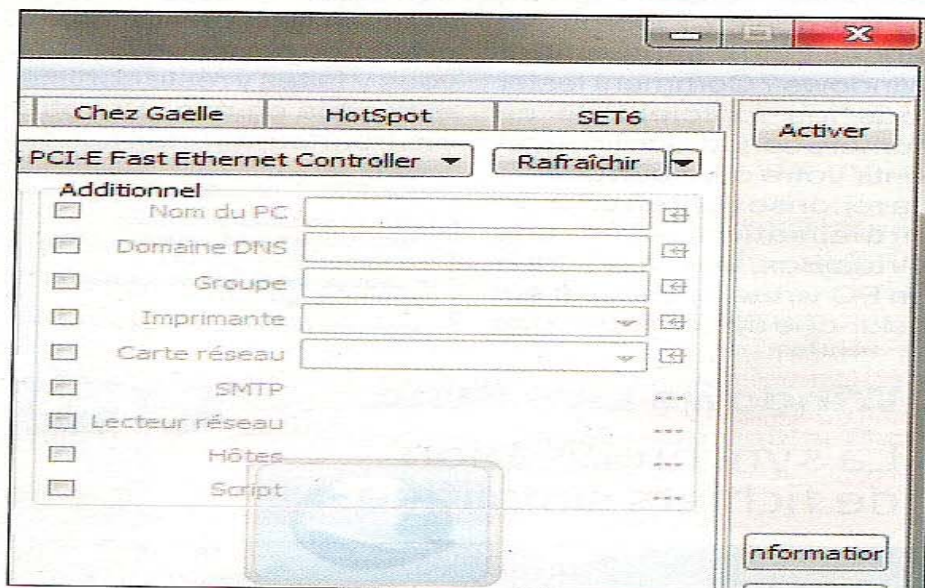 Chez Gaelle HotSpot SET6
Activer
PCI-E Fast Ethernet Controller Rafraîchir
Additionnel
Nom du PC
Domaine DNS
Groupe
Imprimante
Carte réseau
SMTP ...
Lecteur réseau ...
Hôtes ...
Script ...
nformation